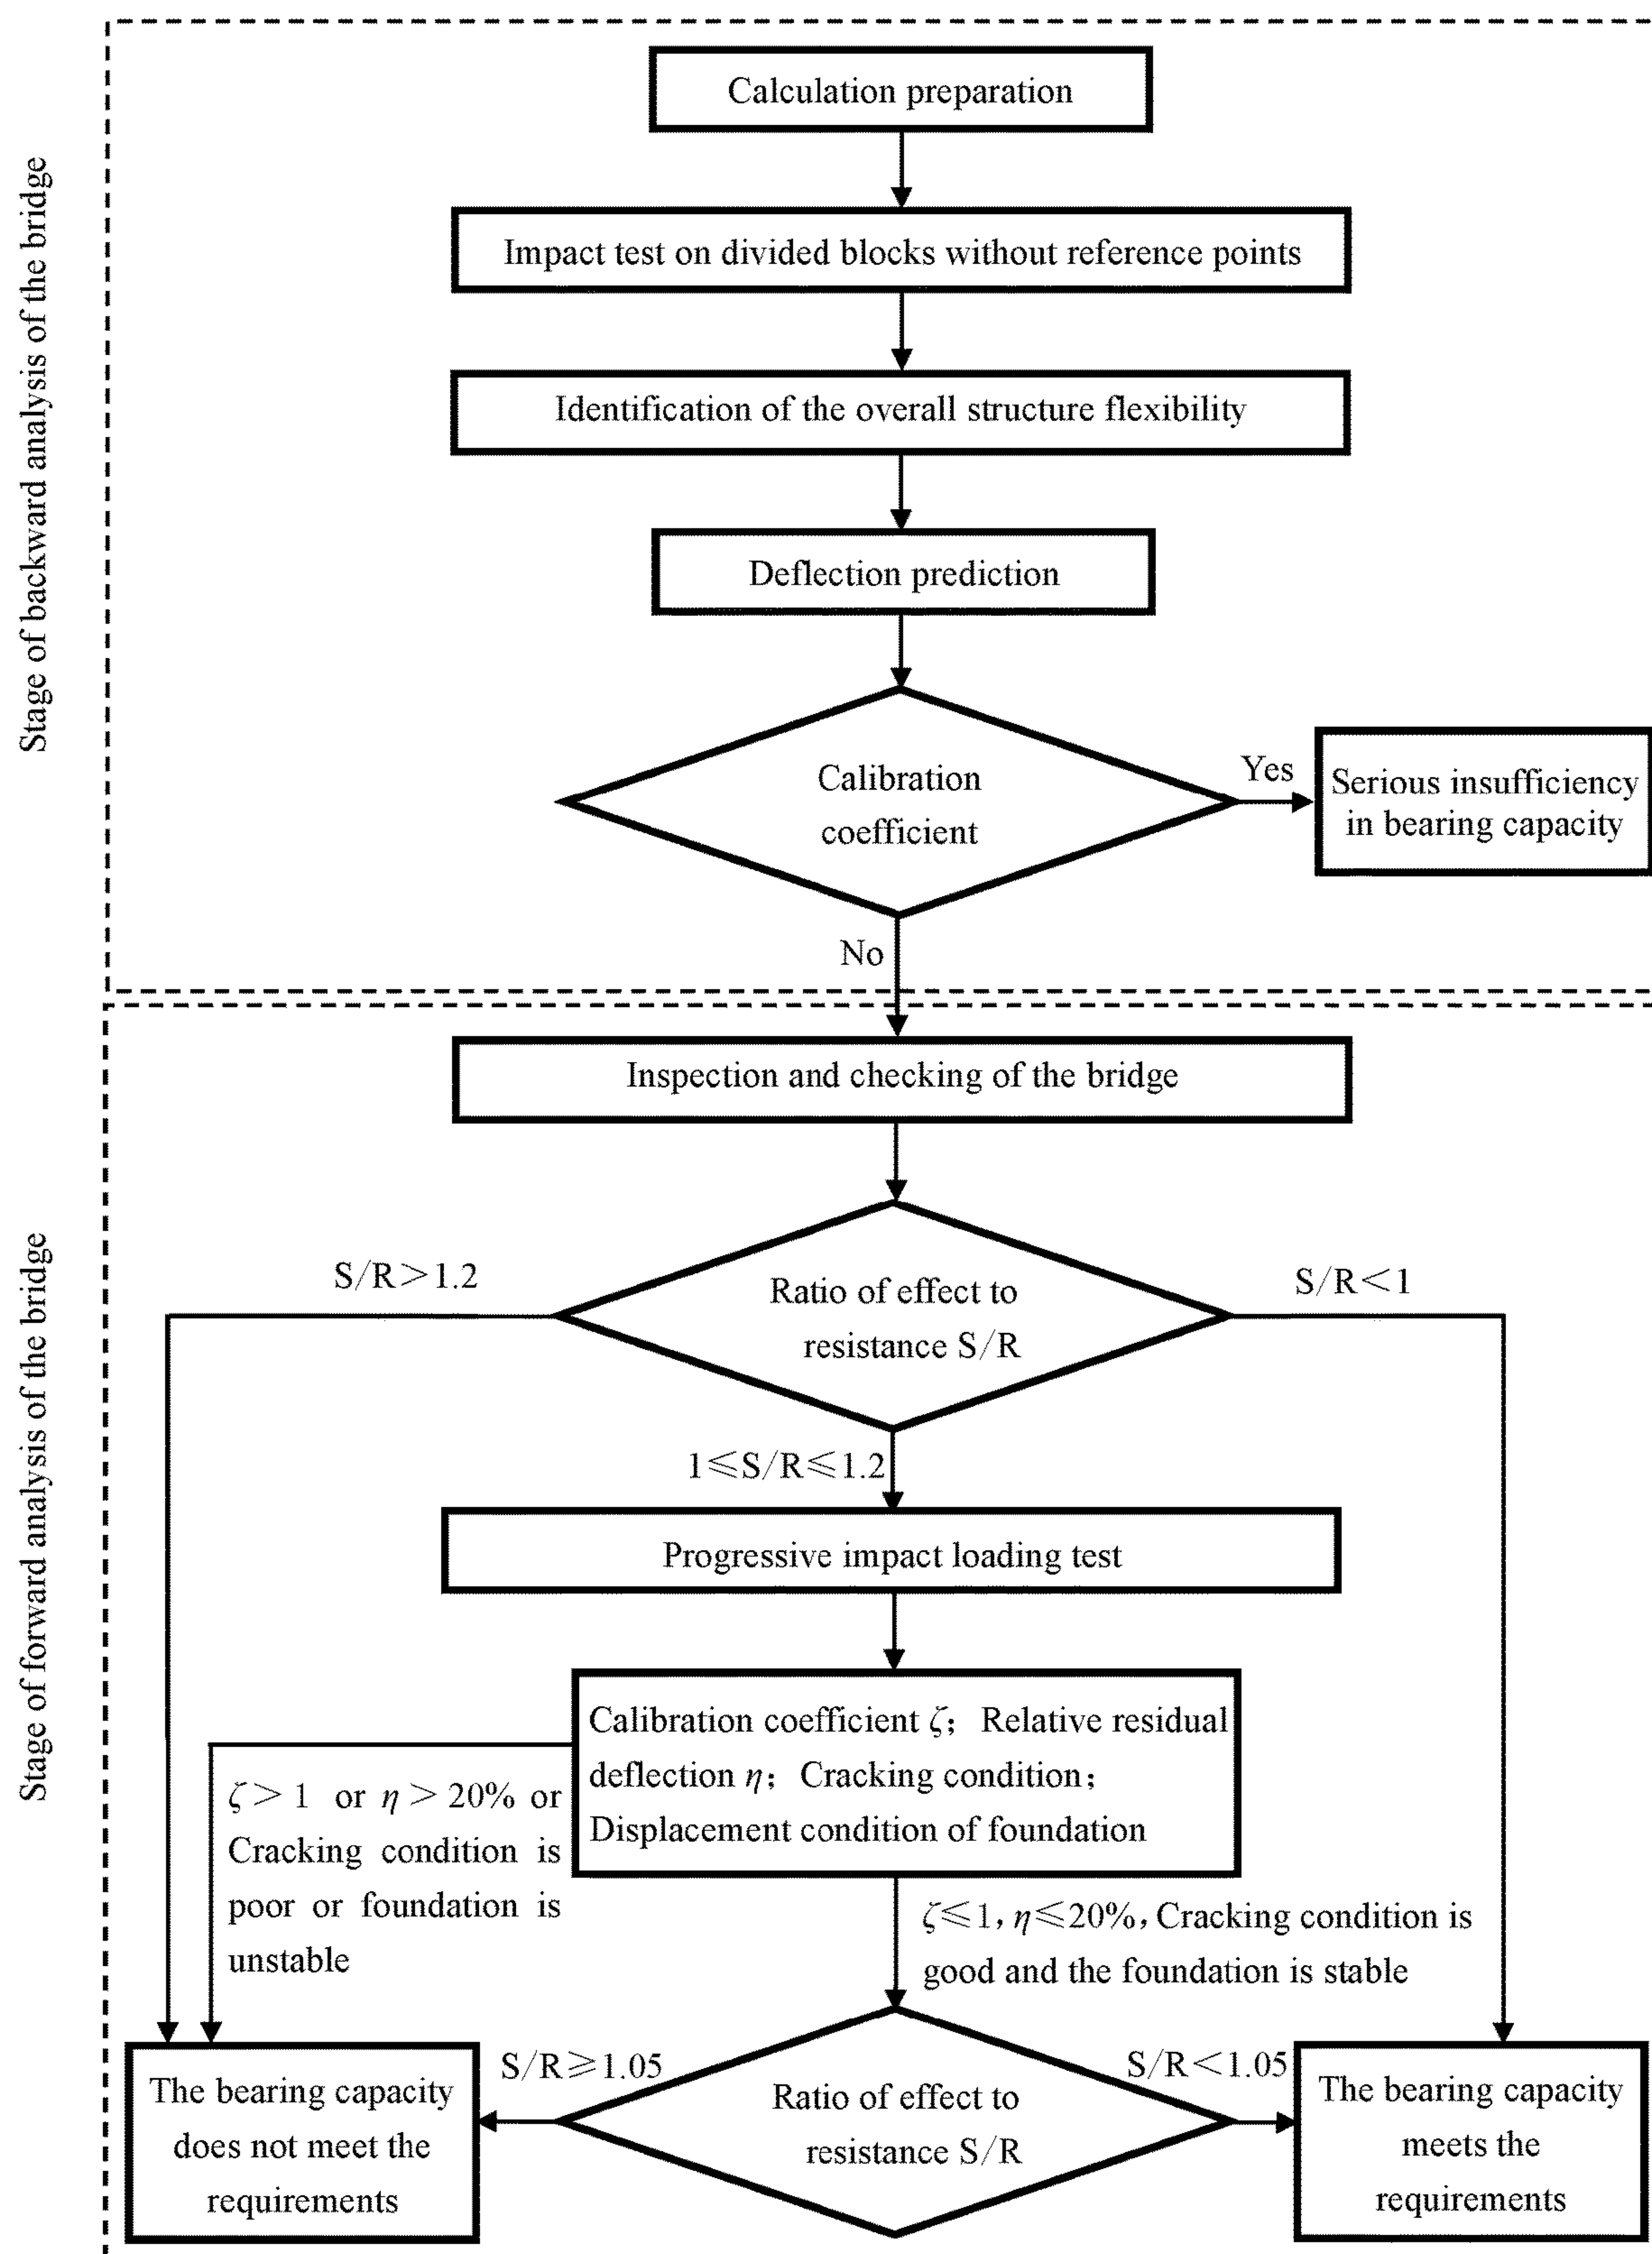 Stage of backward analysis of the bridge
Calculation preparation
Impact test on divided blocks without reference points
Identification of the overall structure flexibility
Deflection prediction
Calibration
coefficient
Yes
Serious insufficiency
in bearing capacity
No
Stage of forward analysis of the bridge
Inspection and checking of the bridge
S/R>1.2
Ratio of effect to
resistance S/R
S/R<1
1≤S/R≤1.2
Progressive impact loading test
Calibration coefficient ζ; Relative residual
deflection η; Cracking condition;
Displacement condition of foundation
ζ > 1 or η > 20% or
Cracking condition is
poor or foundation is
unstable
ζ≤1, η≤20%, Cracking condition is
good and the foundation is stable
The bearing capacity
does not meet the
requirements
S/R≥1.05
Ratio of effect to
resistance S/R
S/R<1.05
The bearing capacity
meets the
requirements